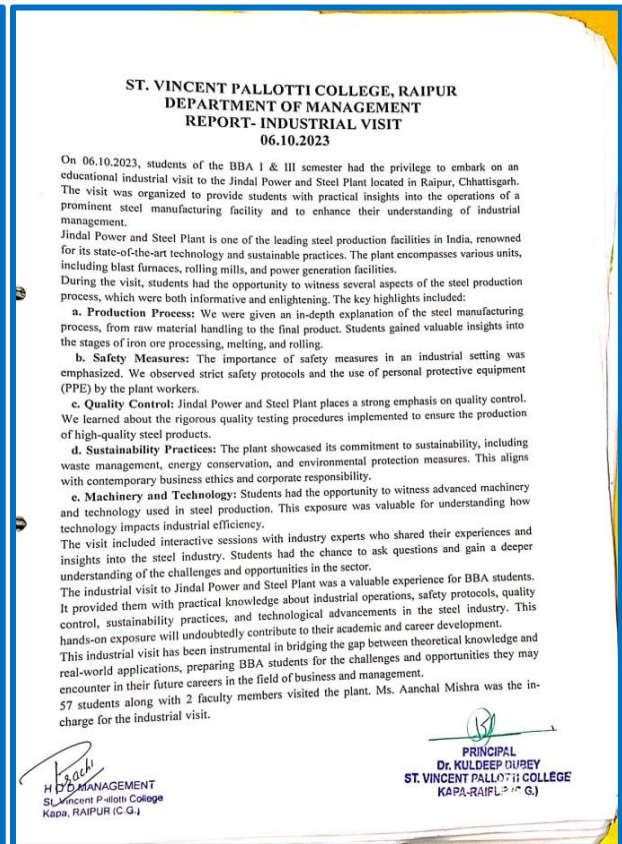 ST. VINCENT PALLOTTI COLLEGE, RAIPUR
DEPARTMENT OF MANAGEMENT
REPORT- INDUSTRIAL VISIT
06.10.2023
On 06.10.2023, students of the BBA I & III semester had the privilege to embark on an
educational industrial visit to the Jindal Power and Steel Plant located in Raipur, Chhattisgarh.
The visit was organized to provide students with practical insights into the operations of a
prominent steel manufacturing facility and to enhance their understanding of industrial
management.
Jindal Power and Steel Plant is one of the leading steel production facilities in India, renowned
for its state-of-the-art technology and sustainable practices. The plant encompasses various units,
including blast furnaces, rolling mills, and power generation facilities.
During the visit, students had the opportunity to witness several aspects of the steel production
process, which were both informative and enlightening. The key highlights included:
a. Production Process: We were given an in-depth explanation of the steel manufacturing
process, from raw material handling to the final product. Students gained valuable insights into
the stages of iron ore processing, melting, and rolling.
b. Safety Measures: The importance of safety measures in an industrial setting was
emphasized. We observed strict safety protocols and the use of personal protective equipment
(PPE) by the plant workers.
c. Quality Control: Jindal Power and Steel Plant places a strong emphasis on quality control.
We learned about the rigorous quality testing procedures implemented to ensure the production
of high-quality steel products.
d. Sustainability Practices: The plant showcased its commitment to sustainability, including
waste management, energy conservation, and environmental protection measures. This aligns
with contemporary business ethics and corporate responsibility.
e. Machinery and Technology: Students had the opportunity to witness advanced machinery
and technology used in steel production. This exposure was valuable for understanding how
technology impacts industrial efficiency.
The visit included interactive sessions with industry experts who shared their experiences and
insights into the steel industry. Students had the chance to ask questions and gain a deeper
understanding of the challenges and opportunities in the sector.
The industrial visit to Jindal Power and Steel Plant was a valuable experience for BBA students.
It provided them with practical knowledge about industrial operations, safety protocols, quality
control, sustainability practices, and technological advancements in the steel industry. This
hands-on exposure will undoubtedly contribute to their academic and career development.
This industrial visit has been instrumental in bridging the gap between theoretical knowledge and
real-world applications, preparing BBA students for the challenges and opportunities they may
encounter in their future careers in the field of business and management.
57 students along with 2 faculty members visited the plant. Ms. Aanchal Mishra was the in-
charge for the industrial visit.
Prachi
H O D MANAGEMENT
St. Vincent Pallotti College
Kapa, RAIPUR (C.G.)
PRINCIPAL
Dr. KULDEEP DUBEY
ST. VINCENT PALLOTTI COLLEGE
KAPA-RAIPUR (C G.)